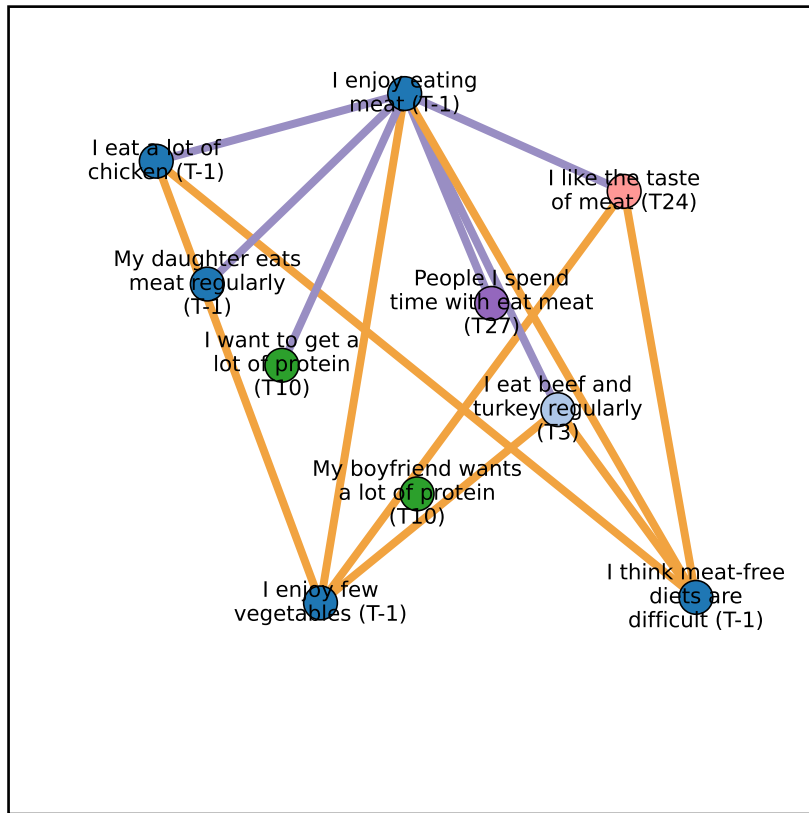 I enjoy eating
meat (T-1)
I eat a lot of
chicken (T-1)
I like the taste
of meat (T24)
My daughter eats
meat regularly
(T-1)
People I spend
time with eat meat
(T27)
I want to get a
lot of protein
(T10)
I eat beef and
turkey regularly
(T3)
My boyfriend wants
a lot of protein
(T10)
I enjoy few
vegetables (T-1)
I think meat-free
diets are
difficult (T-1)